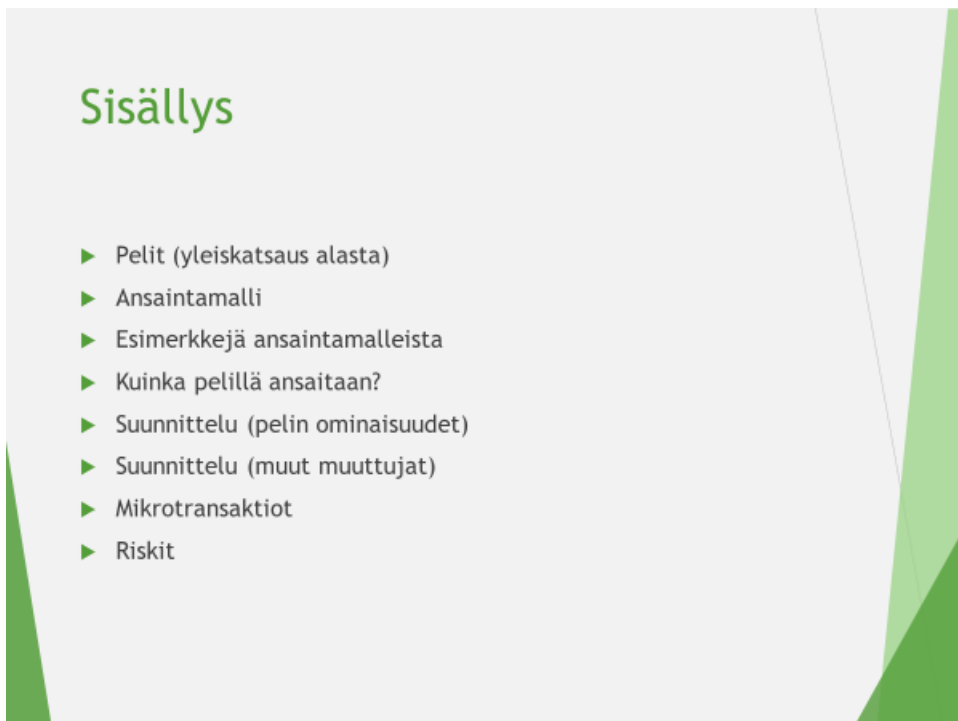 Sisällys
Pelit (yleiskatsaus alasta)
Ansaintamalli
Esimerkkejä ansaintamalleista
Kuinka pelillä ansaitaan?
Suunnittelu (pelin ominaisuudet)
Suunnittelu (muut muuttujat)
Mikrotransaktiot
Riskit